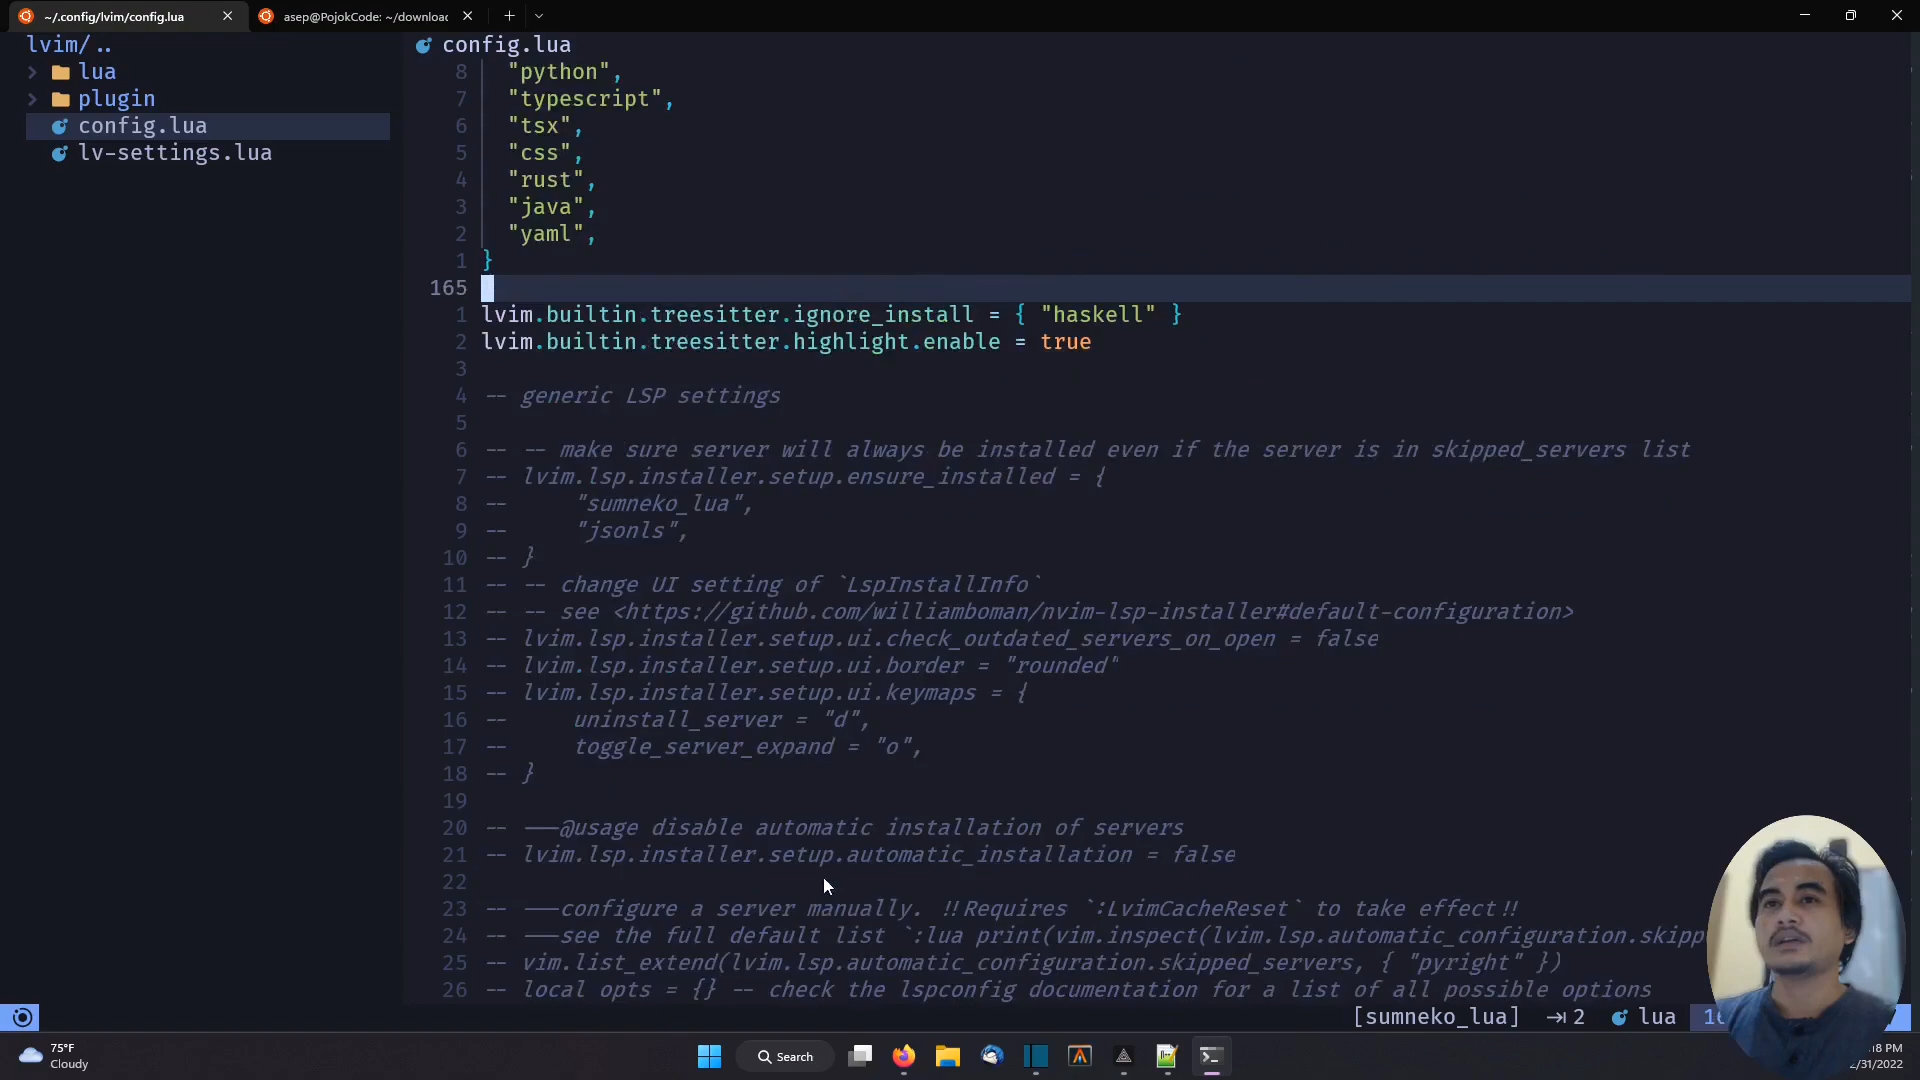 ~/.config/lvim/config.lua
asep@PojokCode: ~/downloac
lvim/..
lua
plugin
config.lua
lv-settings.lua
config.lua
8 "python",
7 "typescript",
6 "tsx",
5 "css",
4 "rust",
3 "java",
2 "yaml",
1 }
165
1 lvim.builtin.treesitter.ignore_install = { "haskell" }
2 lvim.builtin.treesitter.highlight.enable = true
3
4 -- generic LSP settings
5
6 -- -- make sure server will always be installed even if the server is in skipped_servers list
7 -- lvim.lsp.installer.setup.ensure_installed = {
8 --     "sumneko_lua",
9 --     "jsonls",
10 -- }
11 -- -- change UI setting of `LspInstallInfo`
12 -- -- see <https://github.com/williamboman/nvim-lsp-installer#default-configuration>
13 -- lvim.lsp.installer.setup.ui.check_outdated_servers_on_open = false
14 -- lvim.lsp.installer.setup.ui.border = "rounded"
15 -- lvim.lsp.installer.setup.ui.keymaps = {
16 --     uninstall_server = "d",
17 --     toggle_server_expand = "o",
18 -- }
19
20 -- ---@usage disable automatic installation of servers
21 -- lvim.lsp.installer.setup.automatic_installation = false
22
23 -- ---configure a server manually. !!Requires `:LvimCacheReset` to take effect!!
24 -- ---see the full default list `:lua print(vim.inspect(lvim.lsp.automatic_configuration.skipp
25 -- vim.list_extend(lvim.lsp.automatic_configuration.skipped_servers, { "pyright" })
26 -- local opts = {} -- check the lspconfig documentation for a list of all possible options
[sumneko_lua] 2 lua
75°F
Cloudy
Search
:18 PM
/31/2022